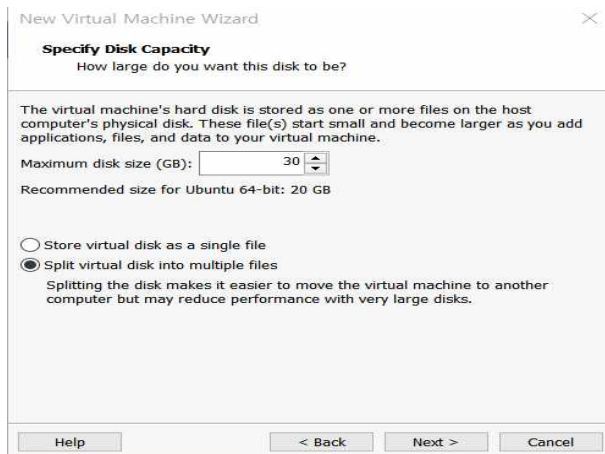 New Virtual Machine Wizard
Specify Disk Capacity
How large do you want this disk to be?
The virtual machine's hard disk is stored as one or more files on the host
computer's physical disk. These file(s) start small and become larger as you add
applications, files, and data to your virtual machine.
Maximum disk size (GB): 30
Recommended size for Ubuntu 64-bit: 20 GB
Store virtual disk as a single file
Split virtual disk into multiple files
Splitting the disk makes it easier to move the virtual machine to another
computer but may reduce performance with very large disks.
Help < Back Next > Cancel